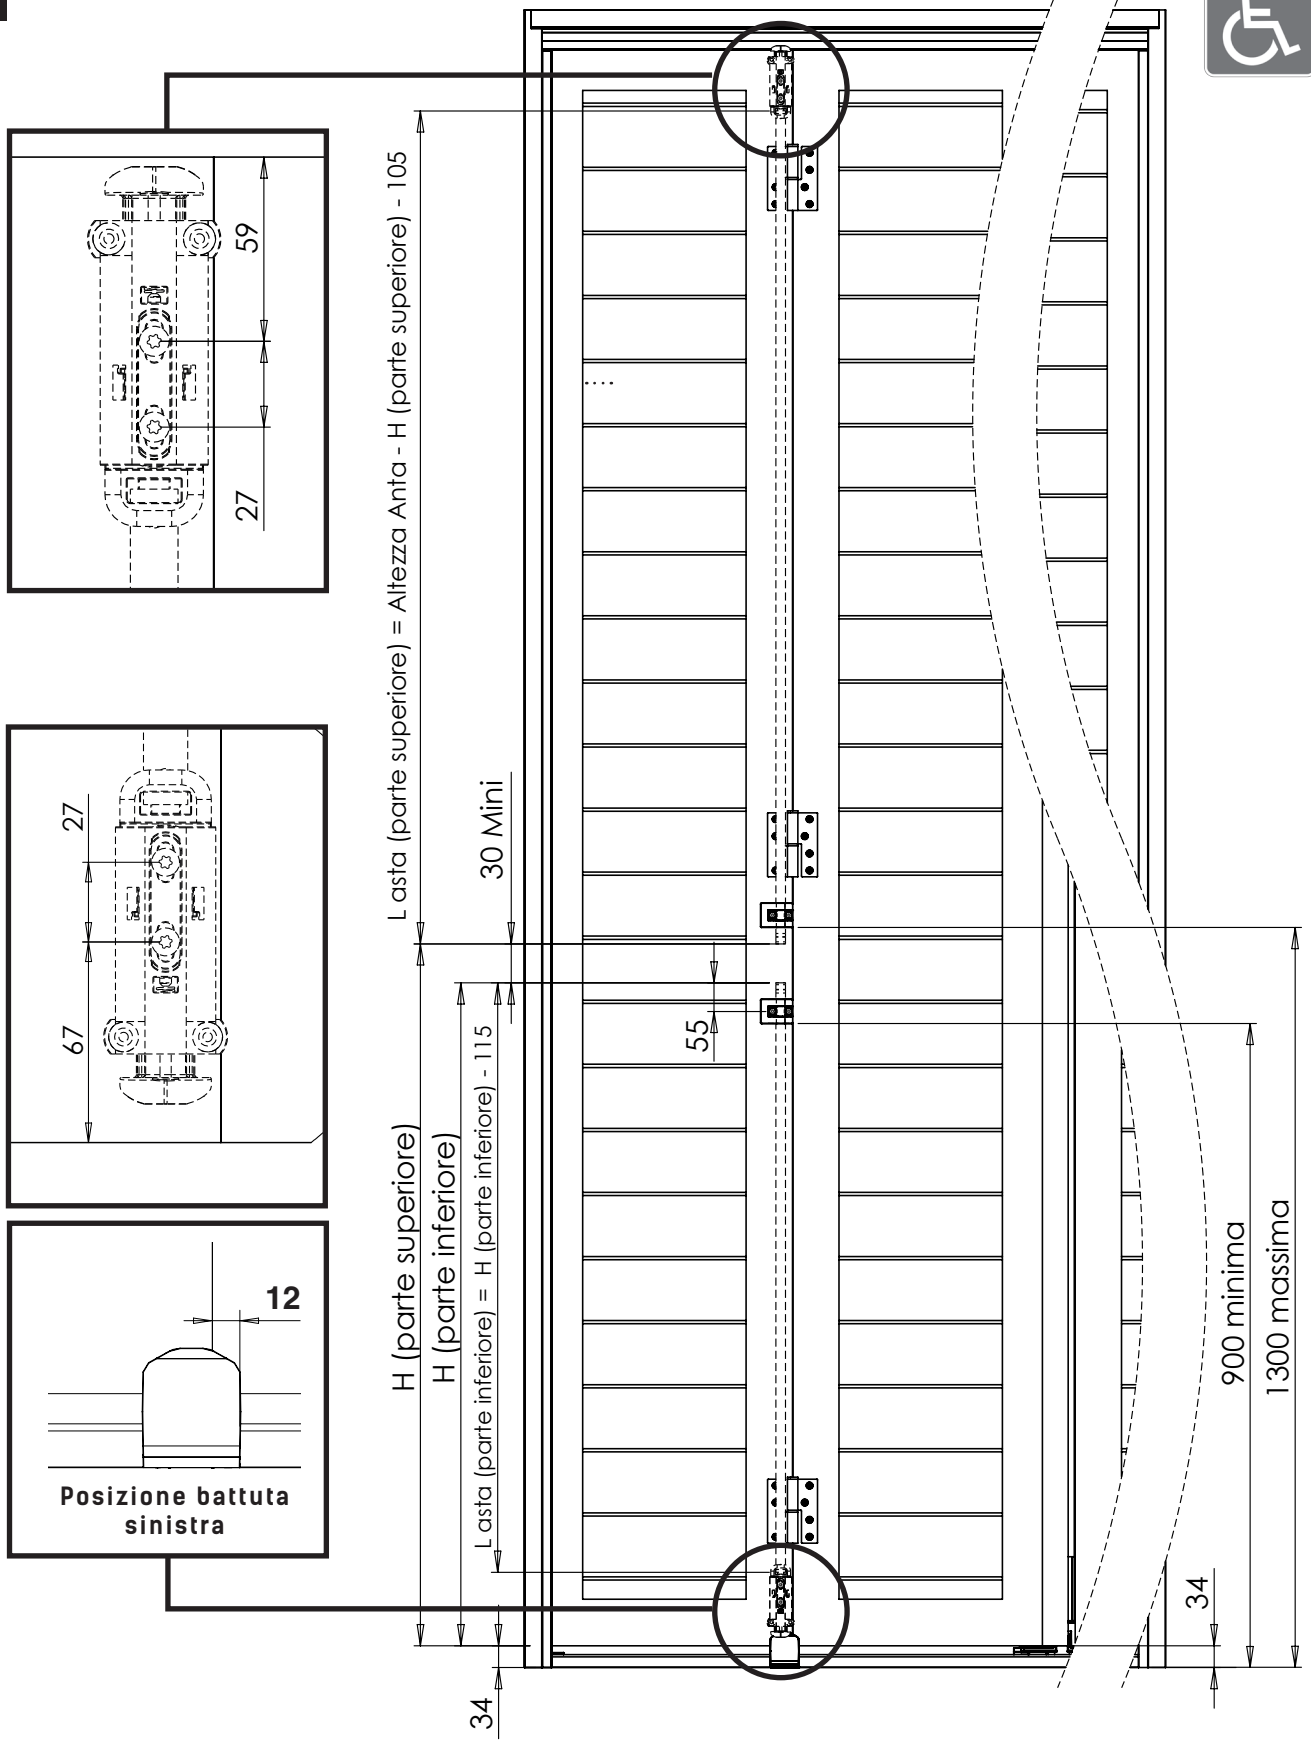 59
27
L asta (parte superiore) = Altezza Anta - H (parte superiore) - 105
30 Mini
27
67
55
H (parte superiore)
H (parte inferiore)
L asta (parte inferiore) = H (parte inferiore) - 115
900 minima
1300 massima
12
Posizione battuta
sinistra
34
34